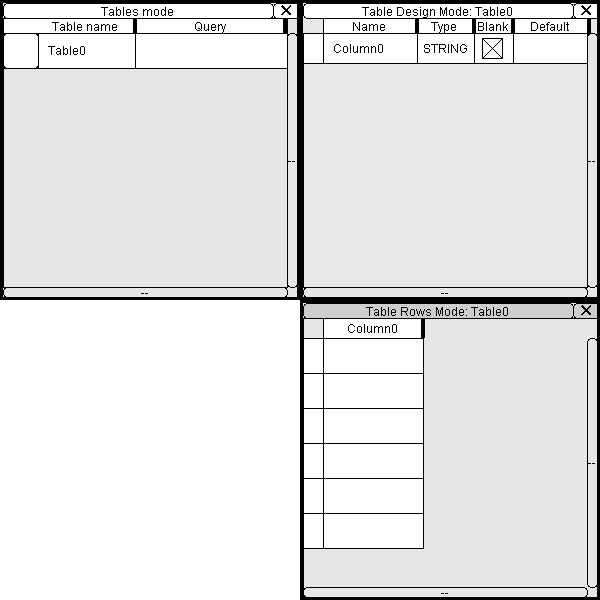 Tables mode
Table name Query
Table0
--
--
Table Design Mode: Table0
Name Type Blank Default
Column0 STRING
--
--
Table Rows Mode: Table0
Column0
--
--